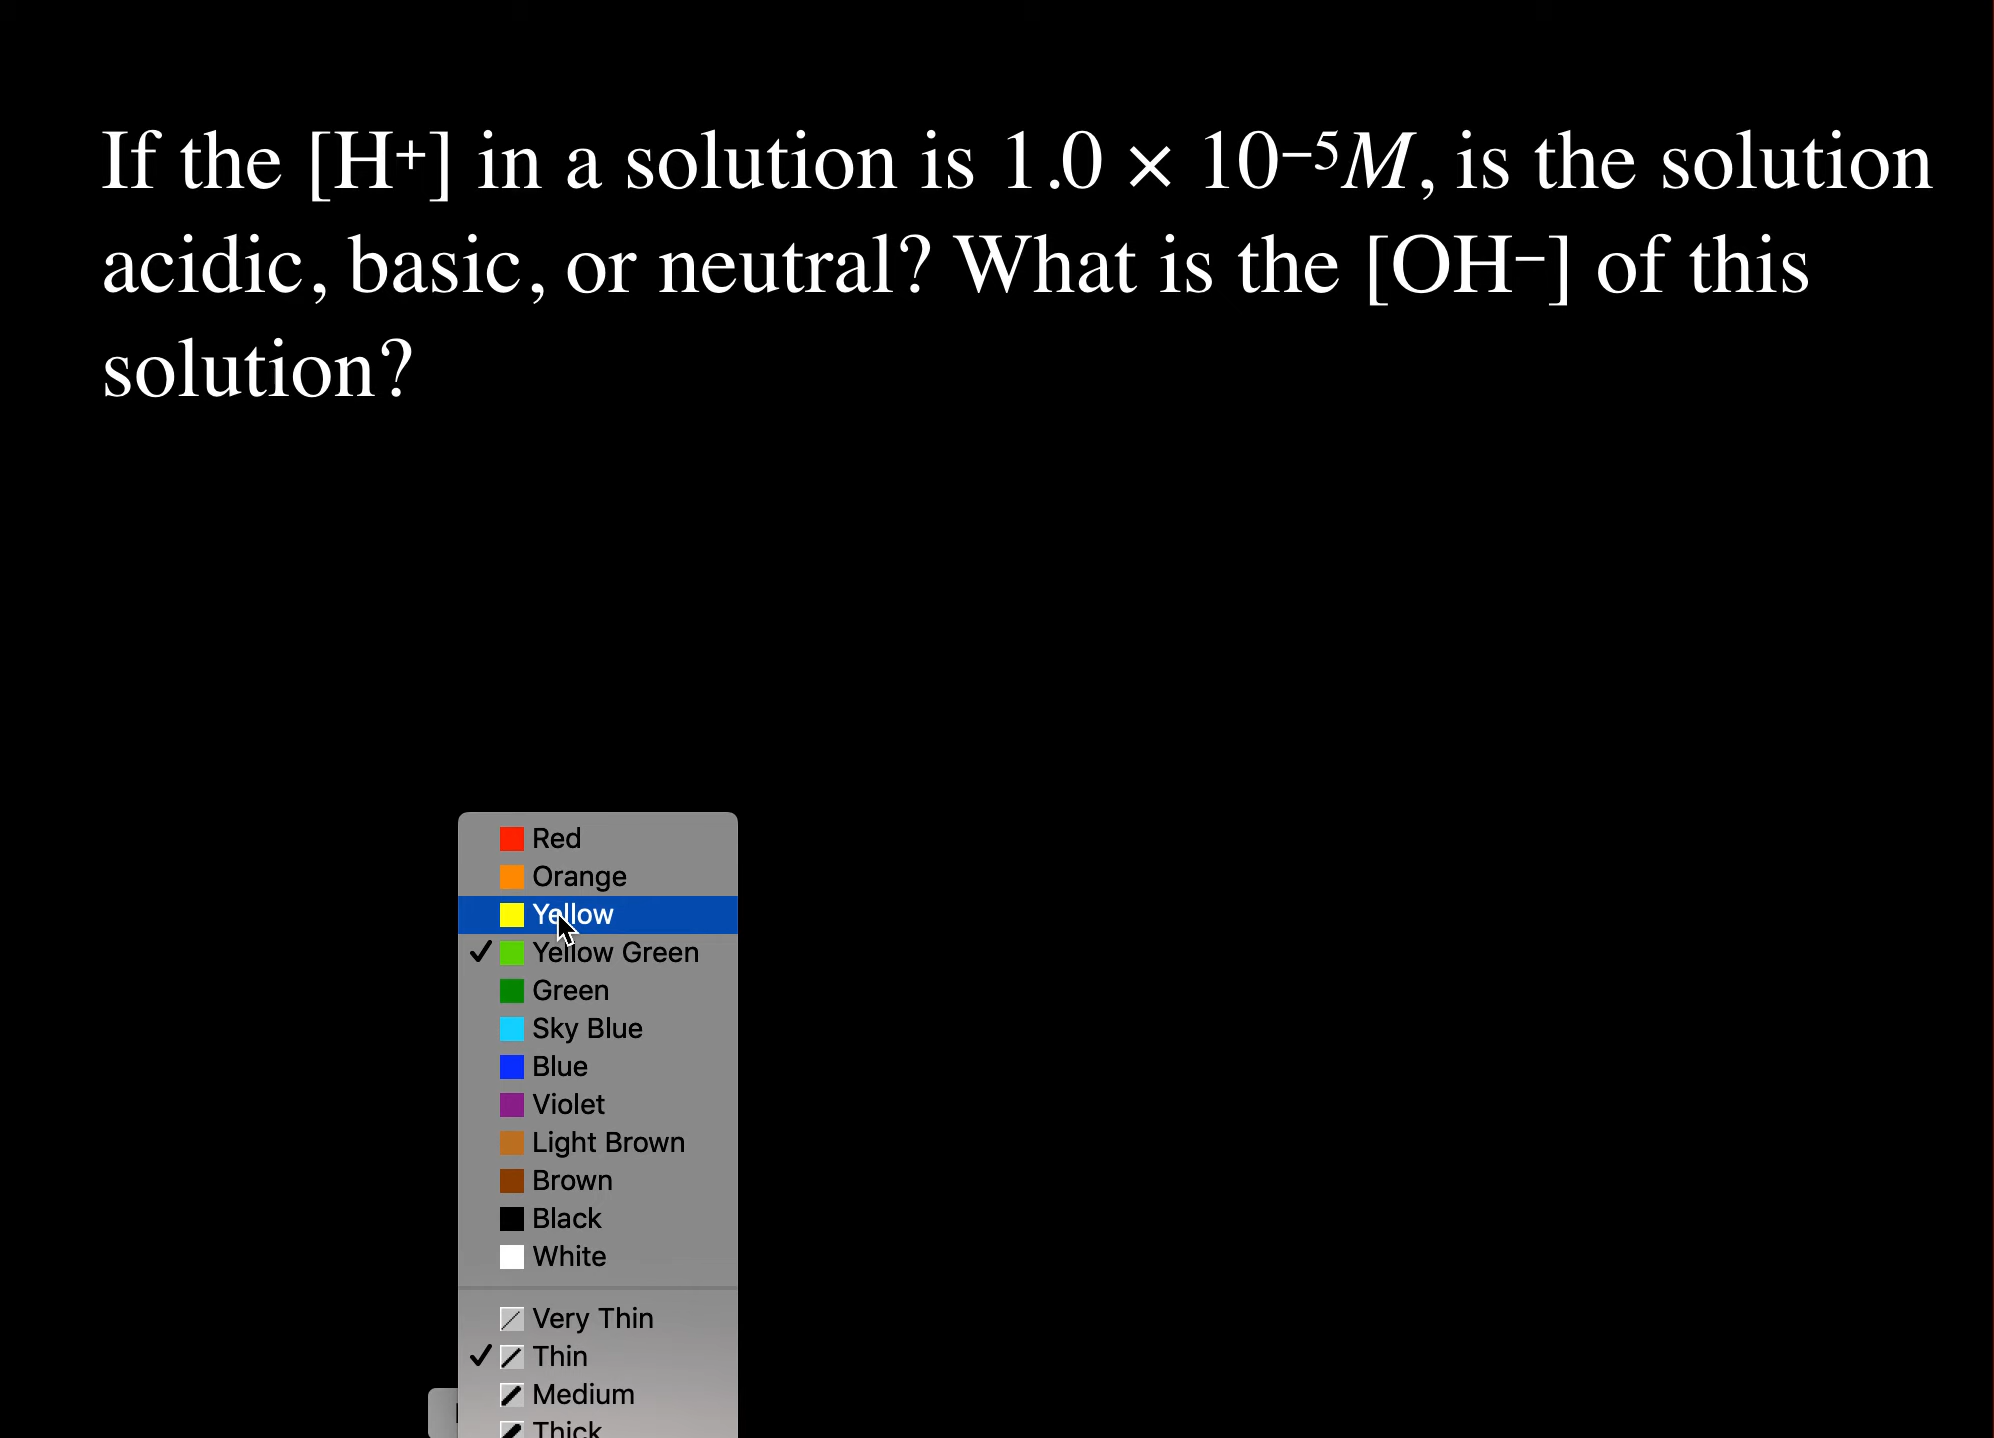 If the [H⁺] in a solution is 1.0 × 10⁻⁵M, is the solution
acidic, basic, or neutral? What is the [OH⁻] of this
solution?
Red
Orange
Yellow
Yellow Green
Green
Sky Blue
Blue
Violet
Light Brown
Brown
Black
White
Very Thin
Thin
Medium
Thick